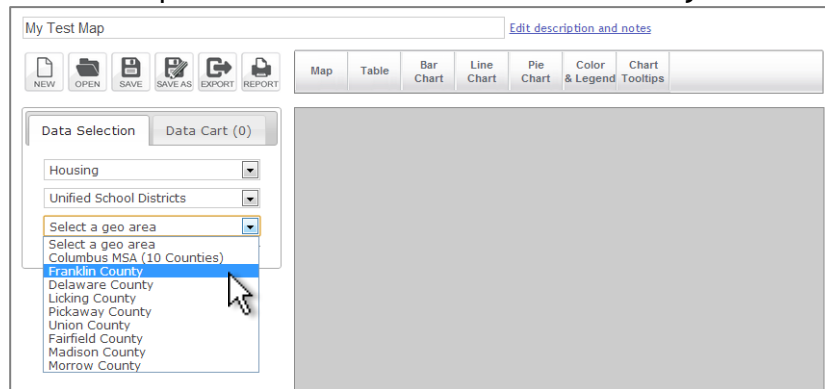 My Test Map
Edit description and notes
NEW OPEN SAVE SAVE AS EXPORT REPORT
Map Table Bar Chart Line Chart Pie Chart Color & Legend Chart Tooltips
Data Selection Data Cart (0)
Housing
Unified School Districts
Select a geo area
Select a geo area
Columbus MSA (10 Counties)
Franklin County
Delaware County
Licking County
Pickaway County
Union County
Fairfield County
Madison County
Morrow County